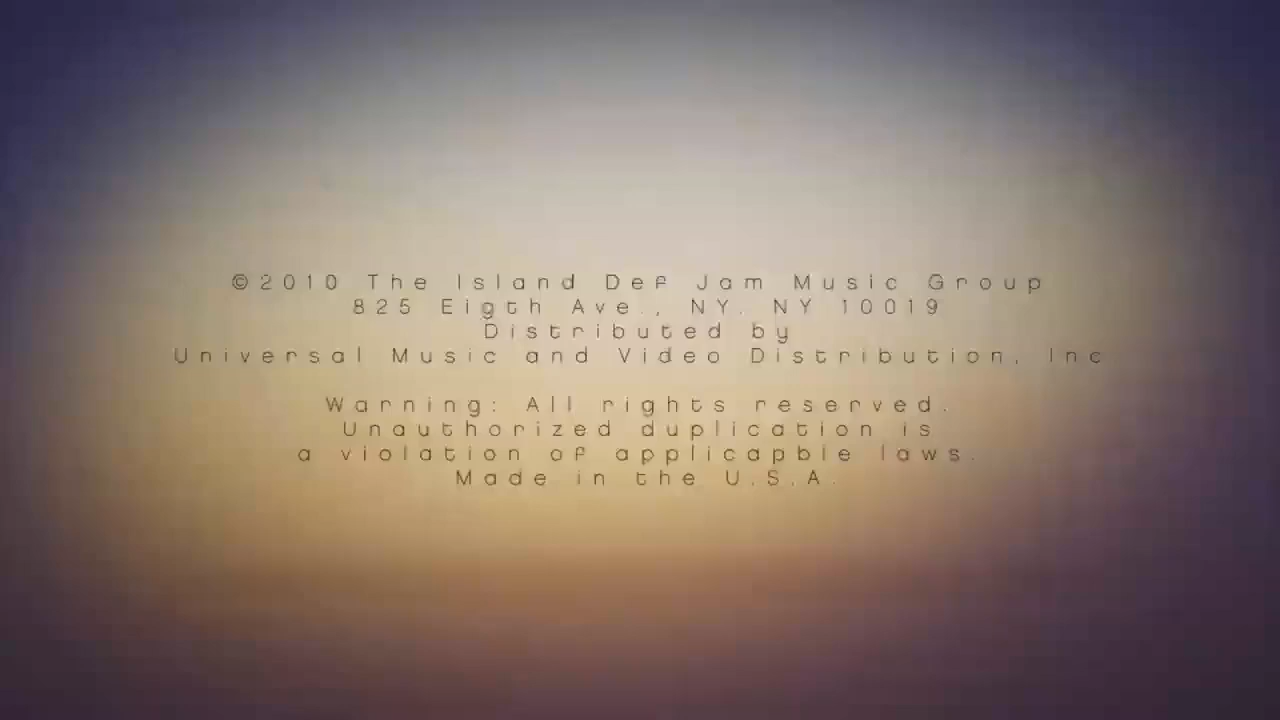 ©2010 The Island Def Jam Music Group
825 Eigth Ave., NY, NY 10019
Distributed by
Universal Music and Video Distribution, Inc
Warning: All rights reserved.
Unauthorized duplication is
a violation of applicapble laws.
Made in the U.S.A.